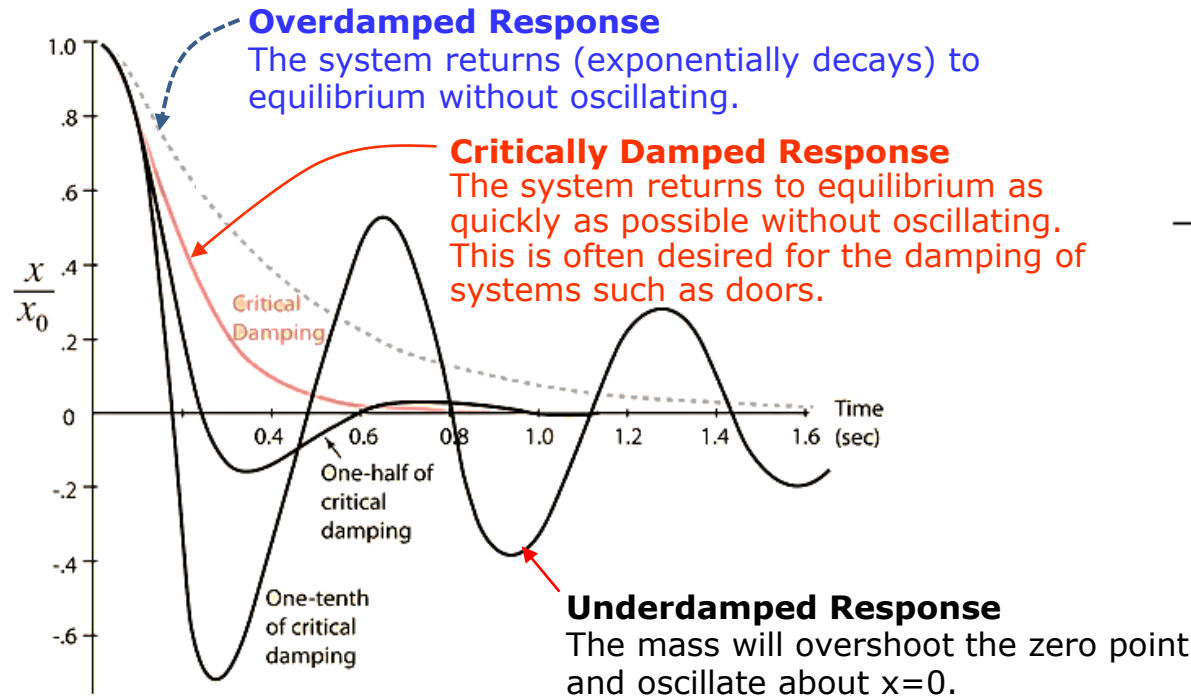 Overdamped Response
The system returns (exponentially decays) to
equilibrium without oscillating.
Critically Damped Response
The system returns to equilibrium as
quickly as possible without oscillating.
This is often desired for the damping of
systems such as doors.
1.0
.8
.6
.4
.2
0
-.2
-.4
-.6
x
x0
Critical
Damping
0.4
0.6
0.8
1.0
1.2
1.4
1.6
Time
(sec)
One-half of
critical
damping
One-tenth
of critical
damping
Underdamped Response
The mass will overshoot the zero point
and oscillate about x=0.